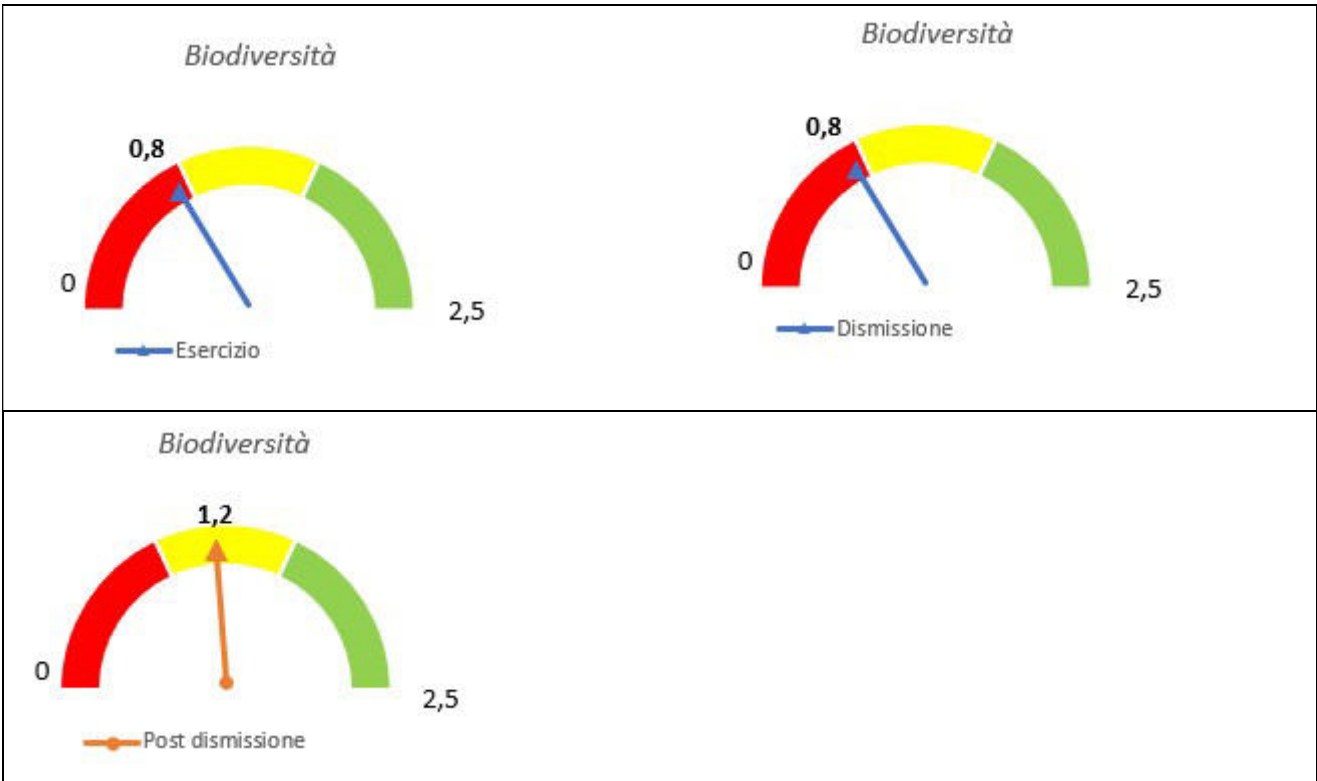 Biodiversità
0,8
0
2,5
Esercizio
Biodiversità
0,8
0
2,5
Dismissione
Biodiversità
1,2
0
2,5
Post dismissione